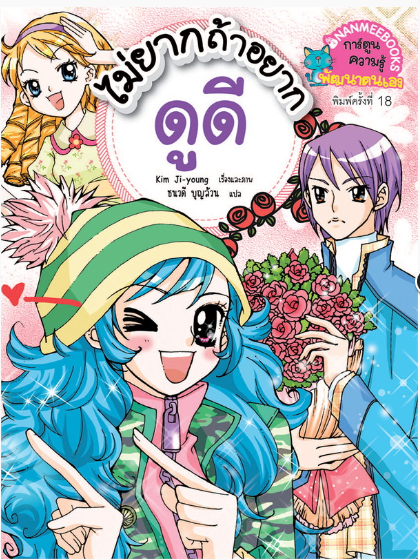 ไม่ยากถ้าอยาก
ดูดี
Kim Ji-young เรื่องและภาพ
ธนวดี บุญล้วน แปล
NANMEEBOOKS
การ์ตูน
ความรู้
พัฒนาตนเอง
พิมพ์ครั้งที่ 18